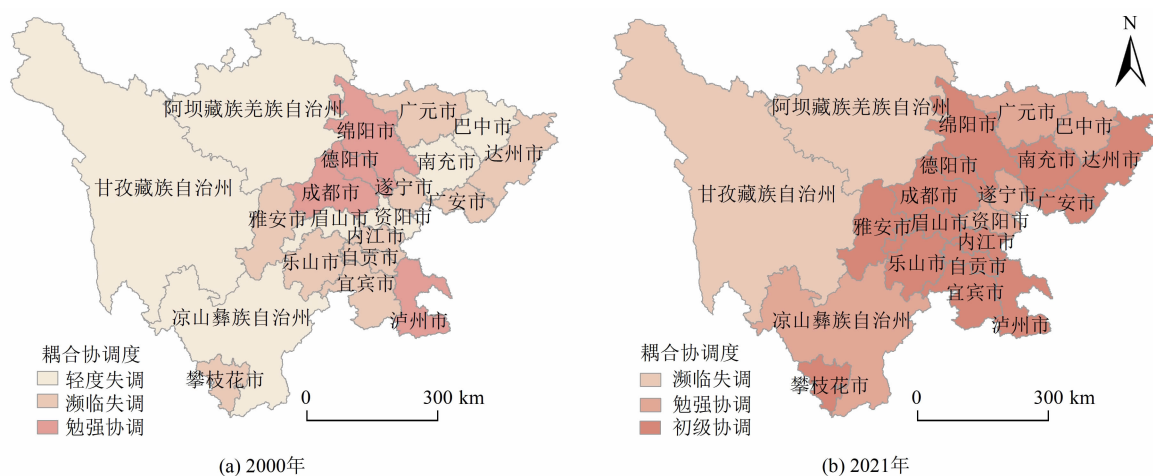 阿坝藏族羌族自治州
广元市
巴中市
绵阳市
达州市
德阳市
南充市
甘孜藏族自治州
成都市
遂宁市
广安市
雅安市
眉山市
资阳市
内江市
乐山市
自贡市
宜宾市
凉山彝族自治州
泸州市
攀枝花市
耦合协调度
轻度失调
濒临失调
勉强协调
0
300 km
(a) 2000年
N
阿坝藏族羌族自治州
广元市
巴中市
绵阳市
达州市
德阳市
南充市
甘孜藏族自治州
成都市
遂宁市
广安市
雅安市
眉山市
资阳市
内江市
乐山市
自贡市
宜宾市
凉山彝族自治州
泸州市
攀枝花市
耦合协调度
濒临失调
勉强协调
初级协调
0
300 km
(b) 2021年